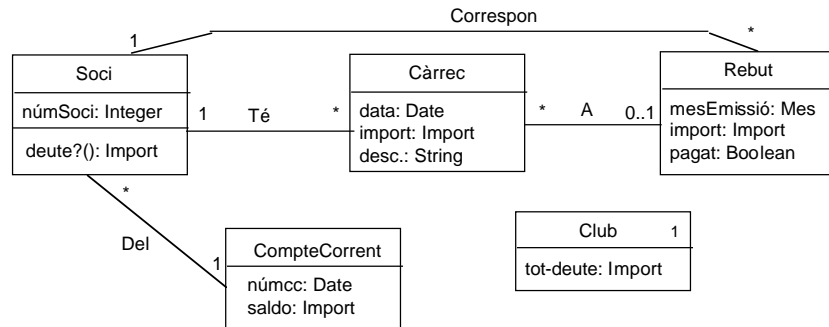 Correspon
1
*
Soci
númSoci: Integer
deute?(): Import
1
Té
*
Càrrec
data: Date
import: Import
desc.: String
*
A
0..1
Rebut
mesEmissió: Mes
import: Import
pagat: Boolean
*
Del
1
CompteCorrent
númcc: Date
saldo: Import
Club 1
tot-deute: Import